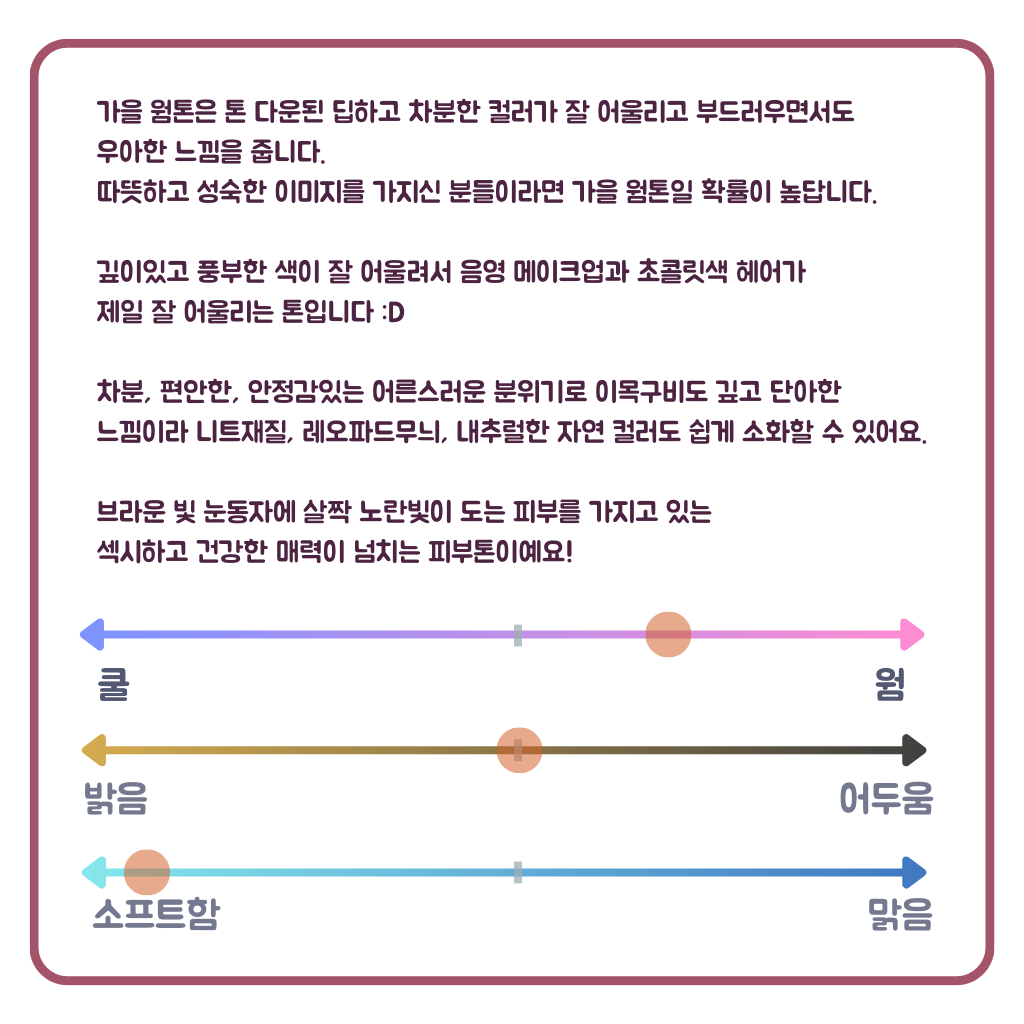 가을 웜톤은 톤 다운된 딥하고 차분한 컬러가 잘 어울리고 부드러우면서도
우아한 느낌을 줍니다.
따뜻하고 성숙한 이미지를 가지신 분들이라면 가을 웜톤일 확률이 높답니다.
깊이있고 풍부한 색이 잘 어울려서 음영 메이크업과 초콜릿색 헤어가
제일 잘 어울리는 톤입니다 :D
차분, 편안한, 안정감있는 어른스러운 분위기로 이목구비도 깊고 단아한
느낌이라 니트재질, 레오파드무늬, 내추럴한 자연 컬러도 쉽게 소화할 수 있어요.
브라운 빛 눈동자에 살짝 노란빛이 도는 피부를 가지고 있는
섹시하고 건강한 매력이 넘치는 피부톤이예요!
쿨 웜
밝음 어두움
소프트함 맑음